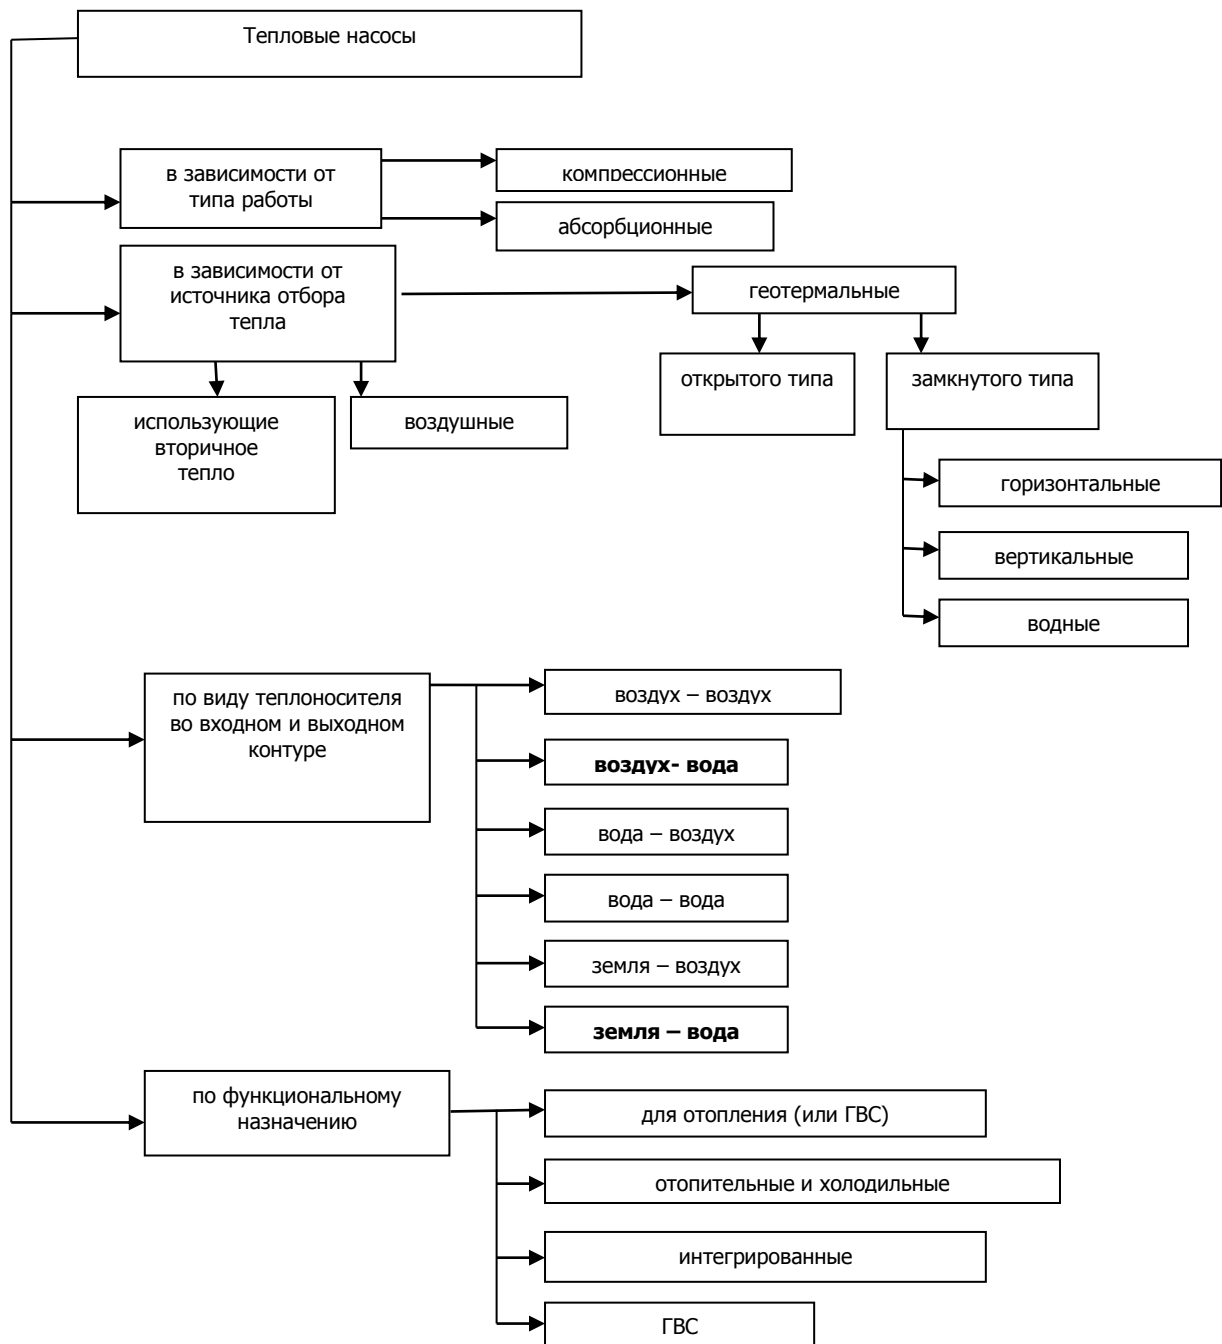 Тепловые насосы
в зависимости от
типа работы
компрессионные
абсорбционные
в зависимости от
источника отбора
тепла
геотермальные
открытого типа
замкнутого типа
использующие
вторичное
тепло
воздушные
горизонтальные
вертикальные
водные
по виду теплоносителя
во входном и выходном
контуре
воздух – воздух
воздух- вода
вода – воздух
вода – вода
земля – воздух
земля – вода
по функциональному
назначению
для отопления (или ГВС)
отопительные и холодильные
интегрированные
ГВС